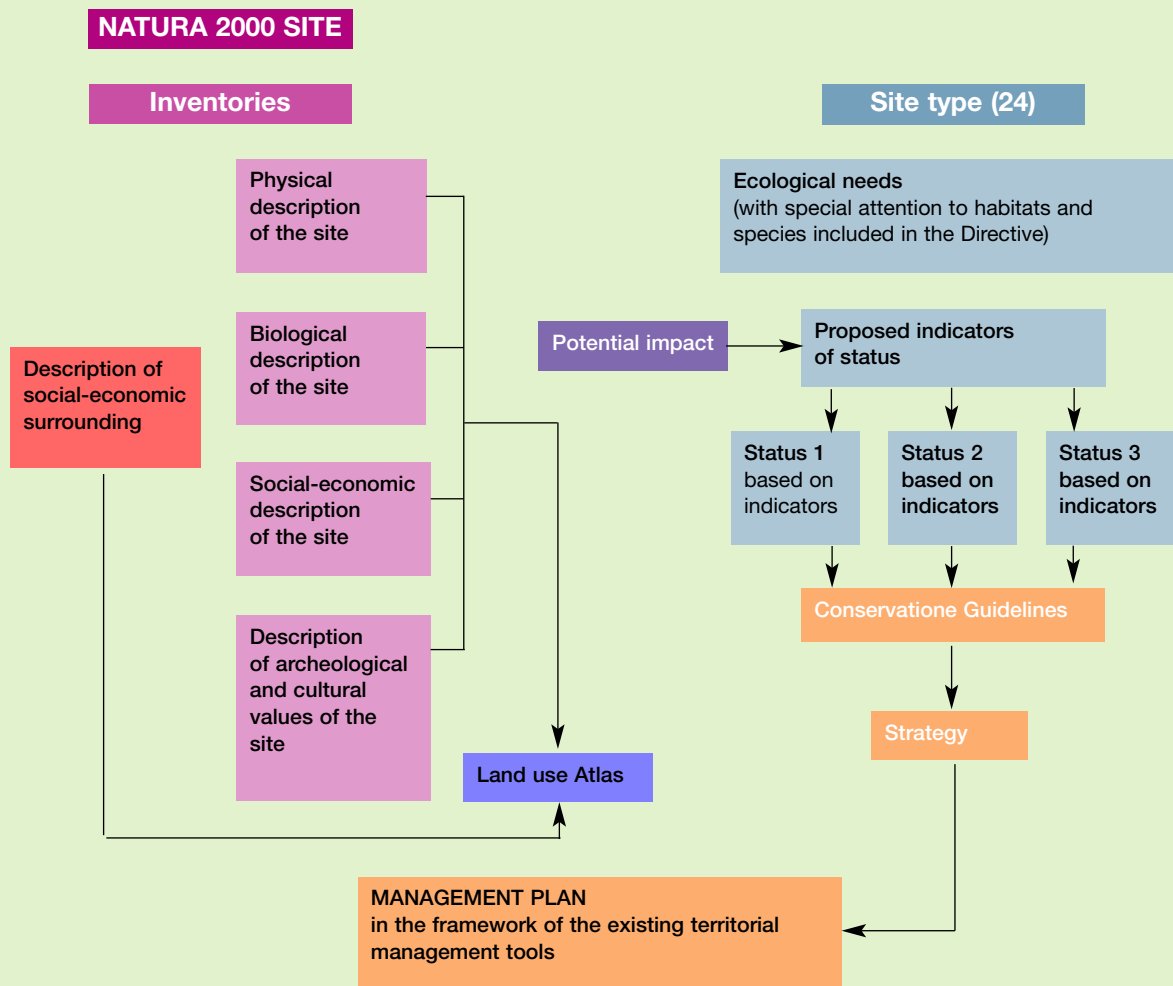 NATURA 2000 SITE
Inventories
Site type (24)
Physical
description
of the site
Ecological needs
(with special attention to habitats and
species included in the Directive)
Biological
description
of the site
Potential impact
Proposed indicators
of status
Description of
social-economic
surrounding
Status 1
based on
indicators
Status 2
based on
indicators
Status 3
based on
indicators
Social-economic
description
of the site
Conservatione Guidelines
Description
of archeological
and cultural
values of the
site
Strategy
Land use Atlas
MANAGEMENT PLAN
in the framework of the existing territorial
management tools